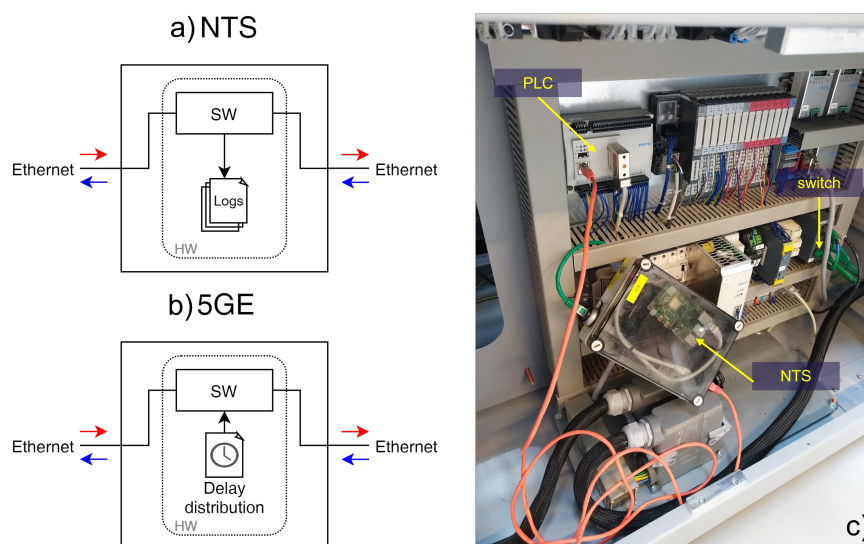 a) NTS
SW
Ethernet
Ethernet
Logs
HW
b) 5GE
SW
Ethernet
Ethernet
Delay
distribution
HW
PLC
switch
NTS
c)